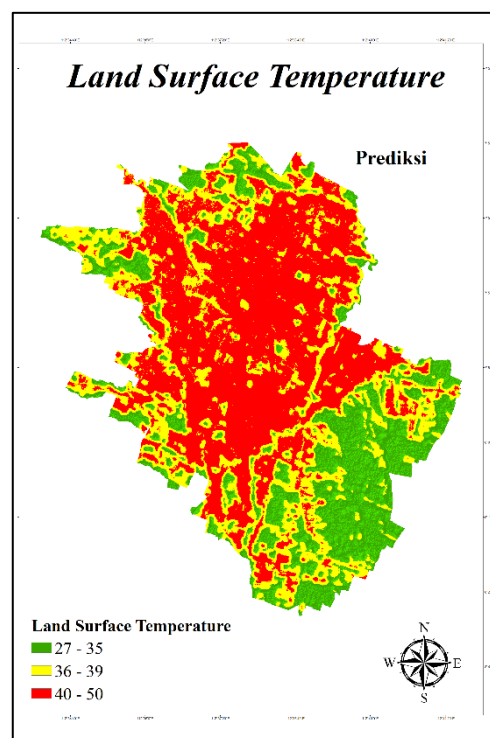 Land Surface Temperature
Prediksi
Land Surface Temperature
27 - 35
36 - 39
40 - 50
N
W E
S